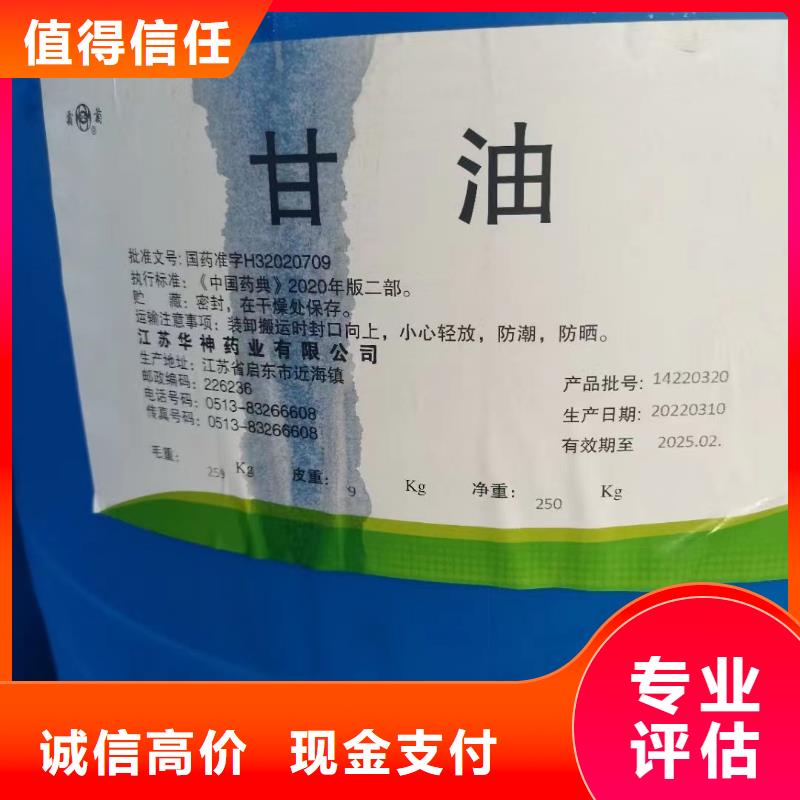 值得信任
霜菊
®
甘 油
批准文号: 国药准字H32020709
执行标准: 《中国药典》2020年版二部。
贮 藏: 密封, 在干燥处保存。
运输注意事项: 装卸搬运时封口向上, 小心轻放, 防潮, 防晒。
江苏华神药业有限公司
生产地址: 江苏省启东市近海镇
邮政编码: 226236
电话号码: 0513-83266608
传真号码: 0513-83266608
产品批号: 14220320
生产日期: 20220310
有效期至 2025.02.
毛重: 259 Kg 皮重: 9 Kg 净重: 250 Kg
专业
评估
诚信高价 现金支付